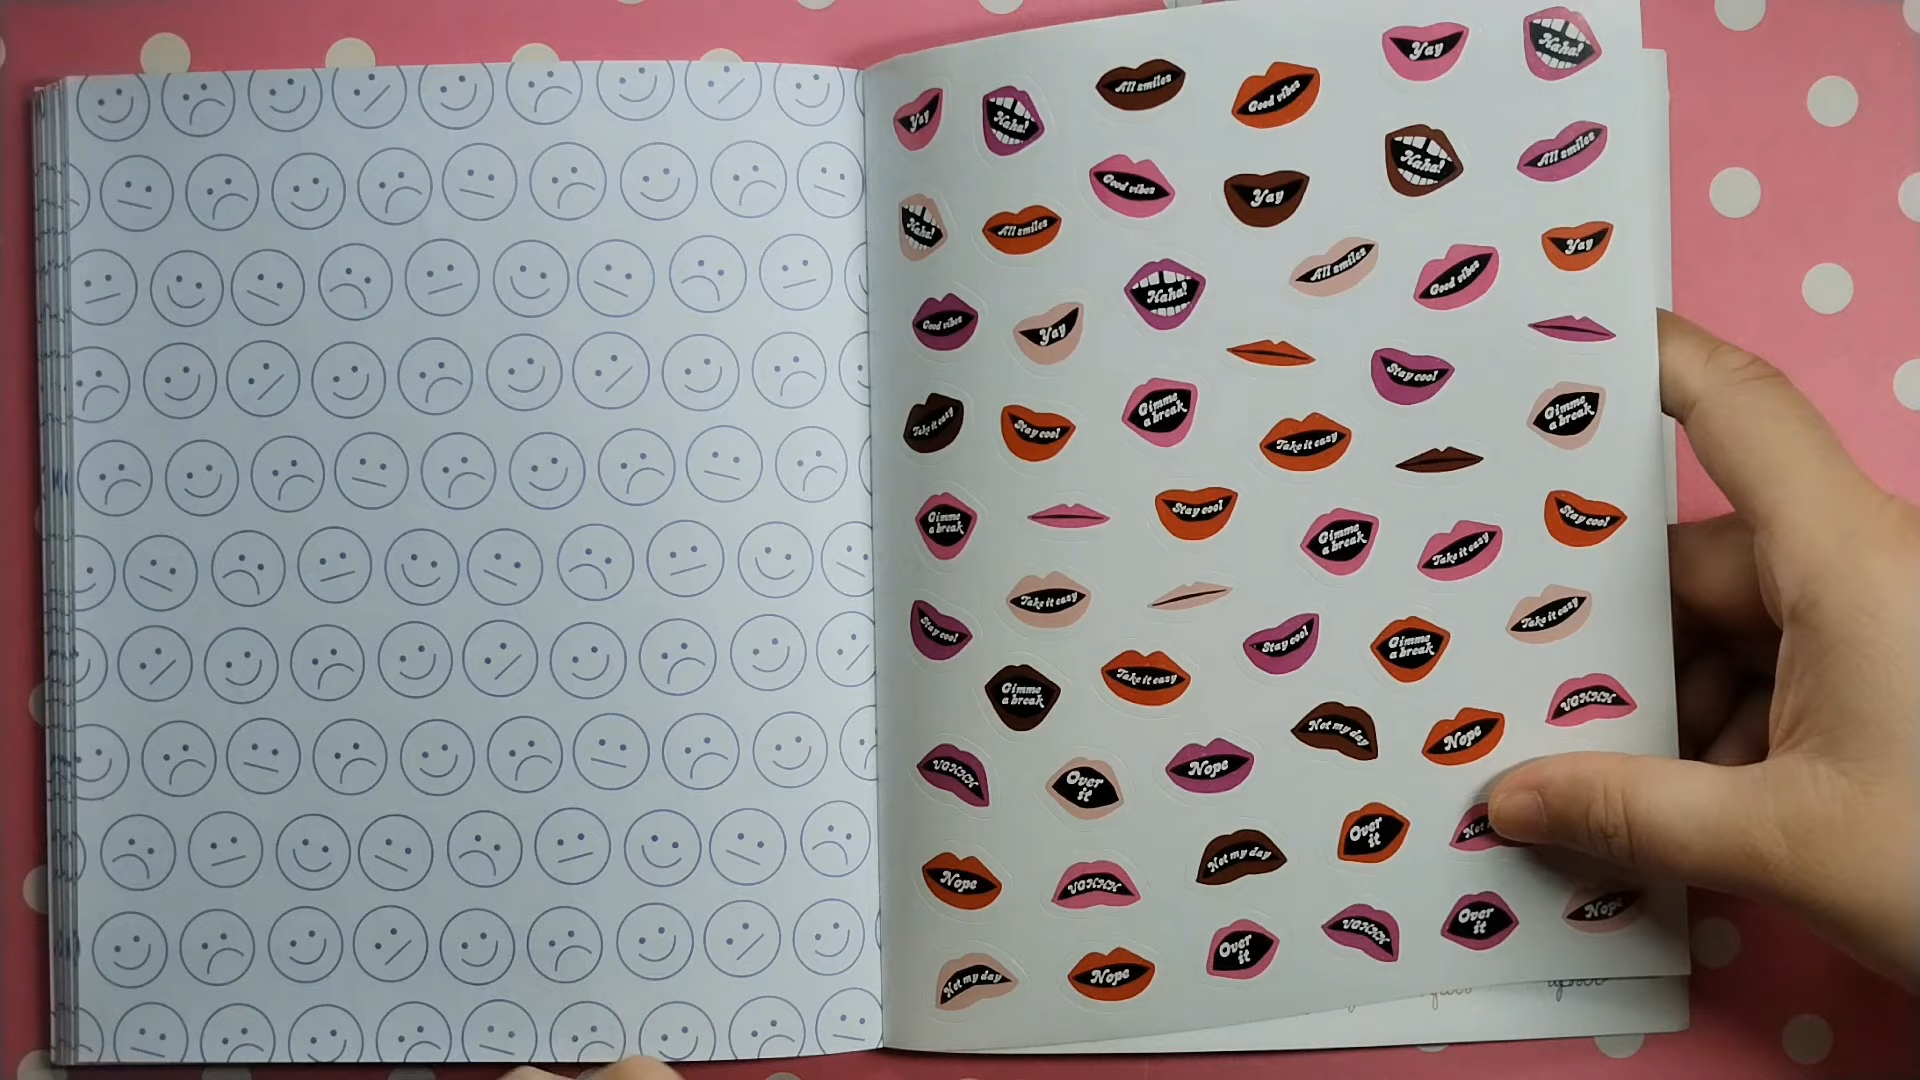 Yay
Haha!
All smiles
Good vibes
Yay
Haha!
Haha!
All smiles
Good vibes
Yay
Haha!
All smiles
Good vibes
Yay
Haha!
All smiles
Good vibes
Yay
Take it easy
Stay cool
Gimme
a break
Take it easy
Stay cool
Gimme
a break
Gimme
a break
Stay cool
Gimme
a break
Take it easy
Stay cool
Stay cool
Take it easy
Stay cool
Gimme
a break
Take it easy
Gimme
a break
Take it easy
Not my day
Nope
UGHHH
UGHHH
Over
it
Nope
Nope
UGHHH
Not my day
Over
it
Not my day
Nope
Over
it
UGHHH
Over
it
Nope